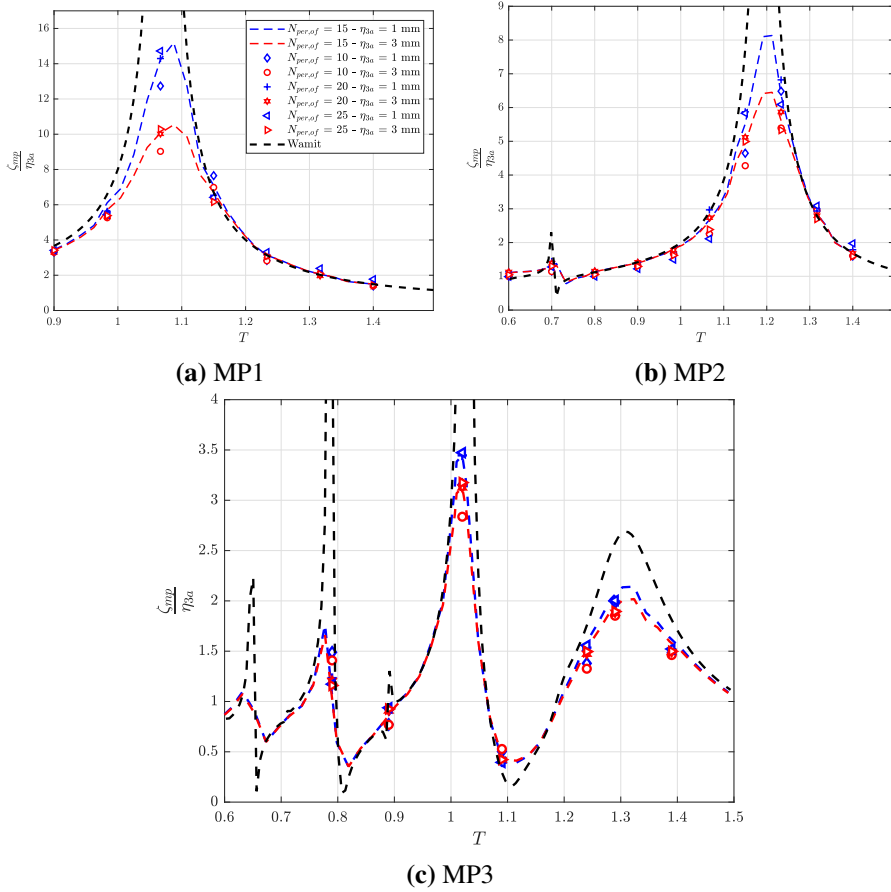 16
14
12
10
8
6
4
2
0
ζmp
η3a
0.9 1 1.1 1.2 1.3 1.4
T
Nper,of = 15 - η3a = 1 mm
Nper,of = 15 - η3a = 3 mm
Nper,of = 10 - η3a = 1 mm
Nper,of = 10 - η3a = 3 mm
Nper,of = 20 - η3a = 1 mm
Nper,of = 20 - η3a = 3 mm
Nper,of = 25 - η3a = 1 mm
Nper,of = 25 - η3a = 3 mm
Wamit
(a) MP1
9
8
7
6
5
4
3
2
1
0
ζmp
η3a
0.6 0.7 0.8 0.9 1 1.1 1.2 1.3 1.4
T
(b) MP2
4
3.5
3
2.5
2
1.5
1
0.5
0
ζmp
η3a
0.6 0.7 0.8 0.9 1 1.1 1.2 1.3 1.4 1.5
T
(c) MP3